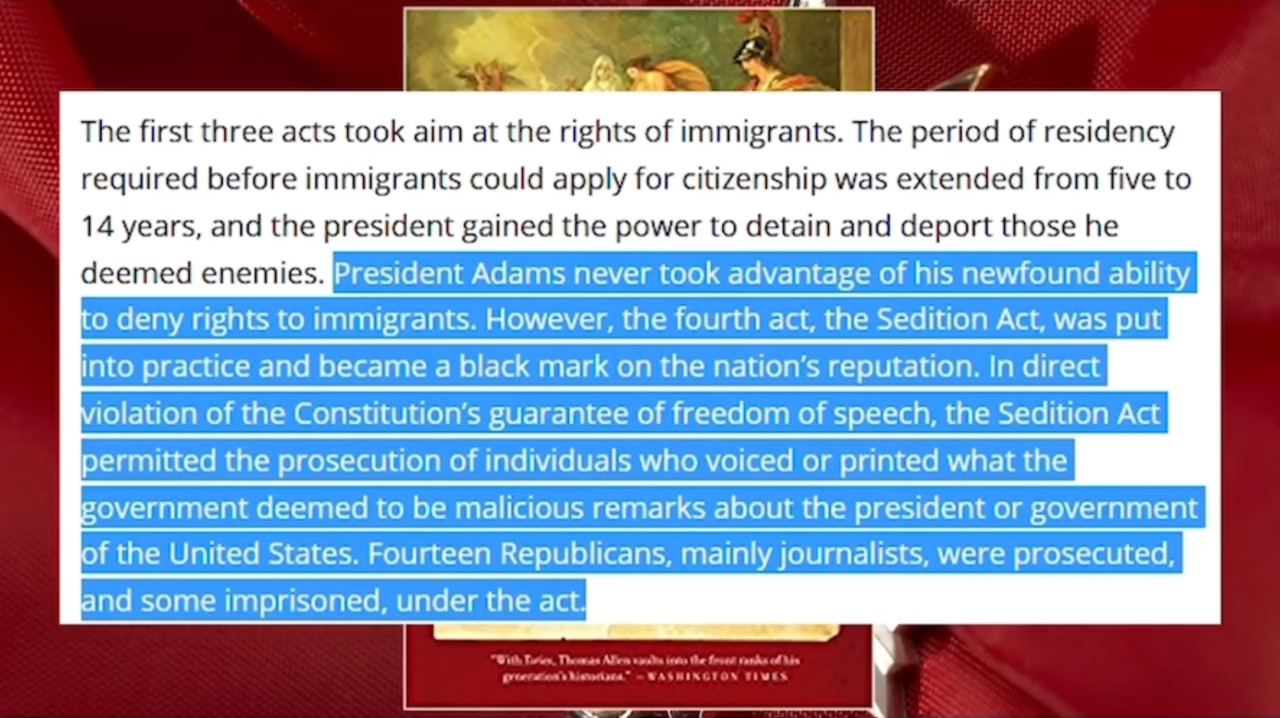 The first three acts took aim at the rights of immigrants. The period of residency
required before immigrants could apply for citizenship was extended from five to
14 years, and the president gained the power to detain and deport those he
deemed enemies. President Adams never took advantage of his newfound ability
to deny rights to immigrants. However, the fourth act, the Sedition Act, was put
into practice and became a black mark on the nation’s reputation. In direct
violation of the Constitution’s guarantee of freedom of speech, the Sedition Act
permitted the prosecution of individuals who voiced or printed what the
government deemed to be malicious remarks about the president or government
of the United States. Fourteen Republicans, mainly journalists, were prosecuted,
and some imprisoned, under the act.
"With Tories, Thomas Allen vaults into the front ranks of his
generation's historians." –WASHINGTON TIMES